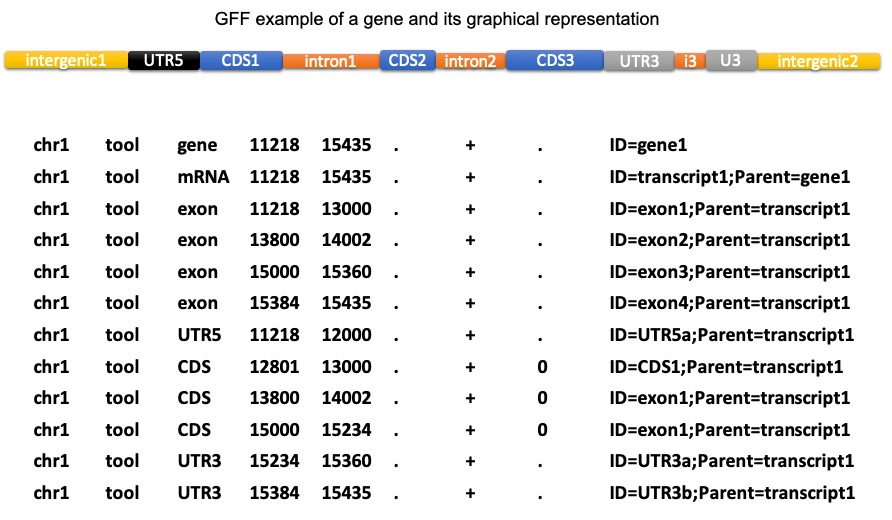 GFF example of a gene and its graphical representation
intergenic1 UTR5 CDS1 intron1 CDS2 intron2 CDS3 UTR3 i3 U3 intergenic2
chr1 tool gene 11218 15435 . + . ID=gene1
chr1 tool mRNA 11218 15435 . + . ID=transcript1;Parent=gene1
chr1 tool exon 11218 13000 . + . ID=exon1;Parent=transcript1
chr1 tool exon 13800 14002 . + . ID=exon2;Parent=transcript1
chr1 tool exon 15000 15360 . + . ID=exon3;Parent=transcript1
chr1 tool exon 15384 15435 . + . ID=exon4;Parent=transcript1
chr1 tool UTR5 11218 12000 . + . ID=UTR5a;Parent=transcript1
chr1 tool CDS 12801 13000 . + 0 ID=CDS1;Parent=transcript1
chr1 tool CDS 13800 14002 . + 0 ID=exon1;Parent=transcript1
chr1 tool CDS 15000 15234 . + 0 ID=exon1;Parent=transcript1
chr1 tool UTR3 15234 15360 . + . ID=UTR3a;Parent=transcript1
chr1 tool UTR3 15384 15435 . + . ID=UTR3b;Parent=transcript1